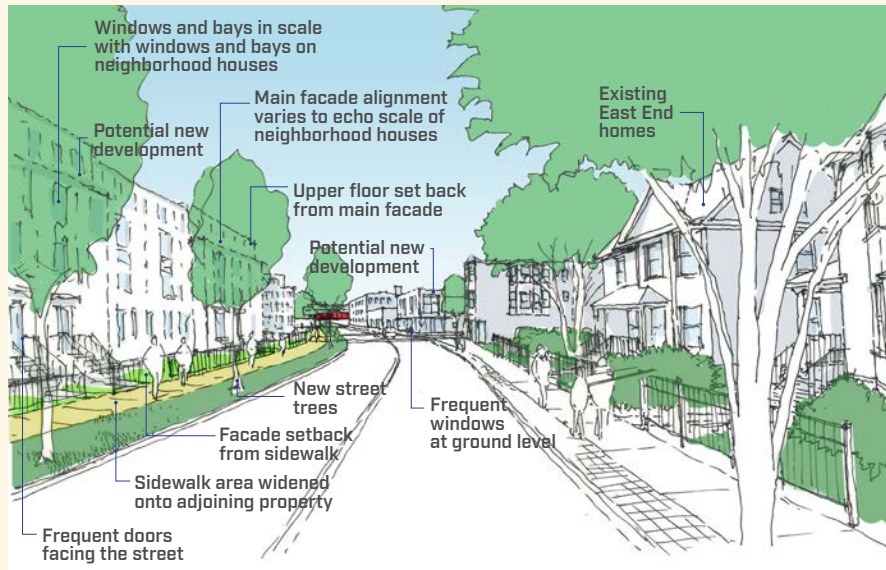 Windows and bays in scale
with windows and bays on
neighborhood houses
Potential new
development
Main facade alignment
varies to echo scale of
neighborhood houses
Upper floor set back
from main facade
Potential new
development
Existing
East End
homes
New street
trees
Facade setback
from sidewalk
Sidewalk area widened
onto adjoining property
Frequent doors
facing the street
Frequent
windows
at ground level